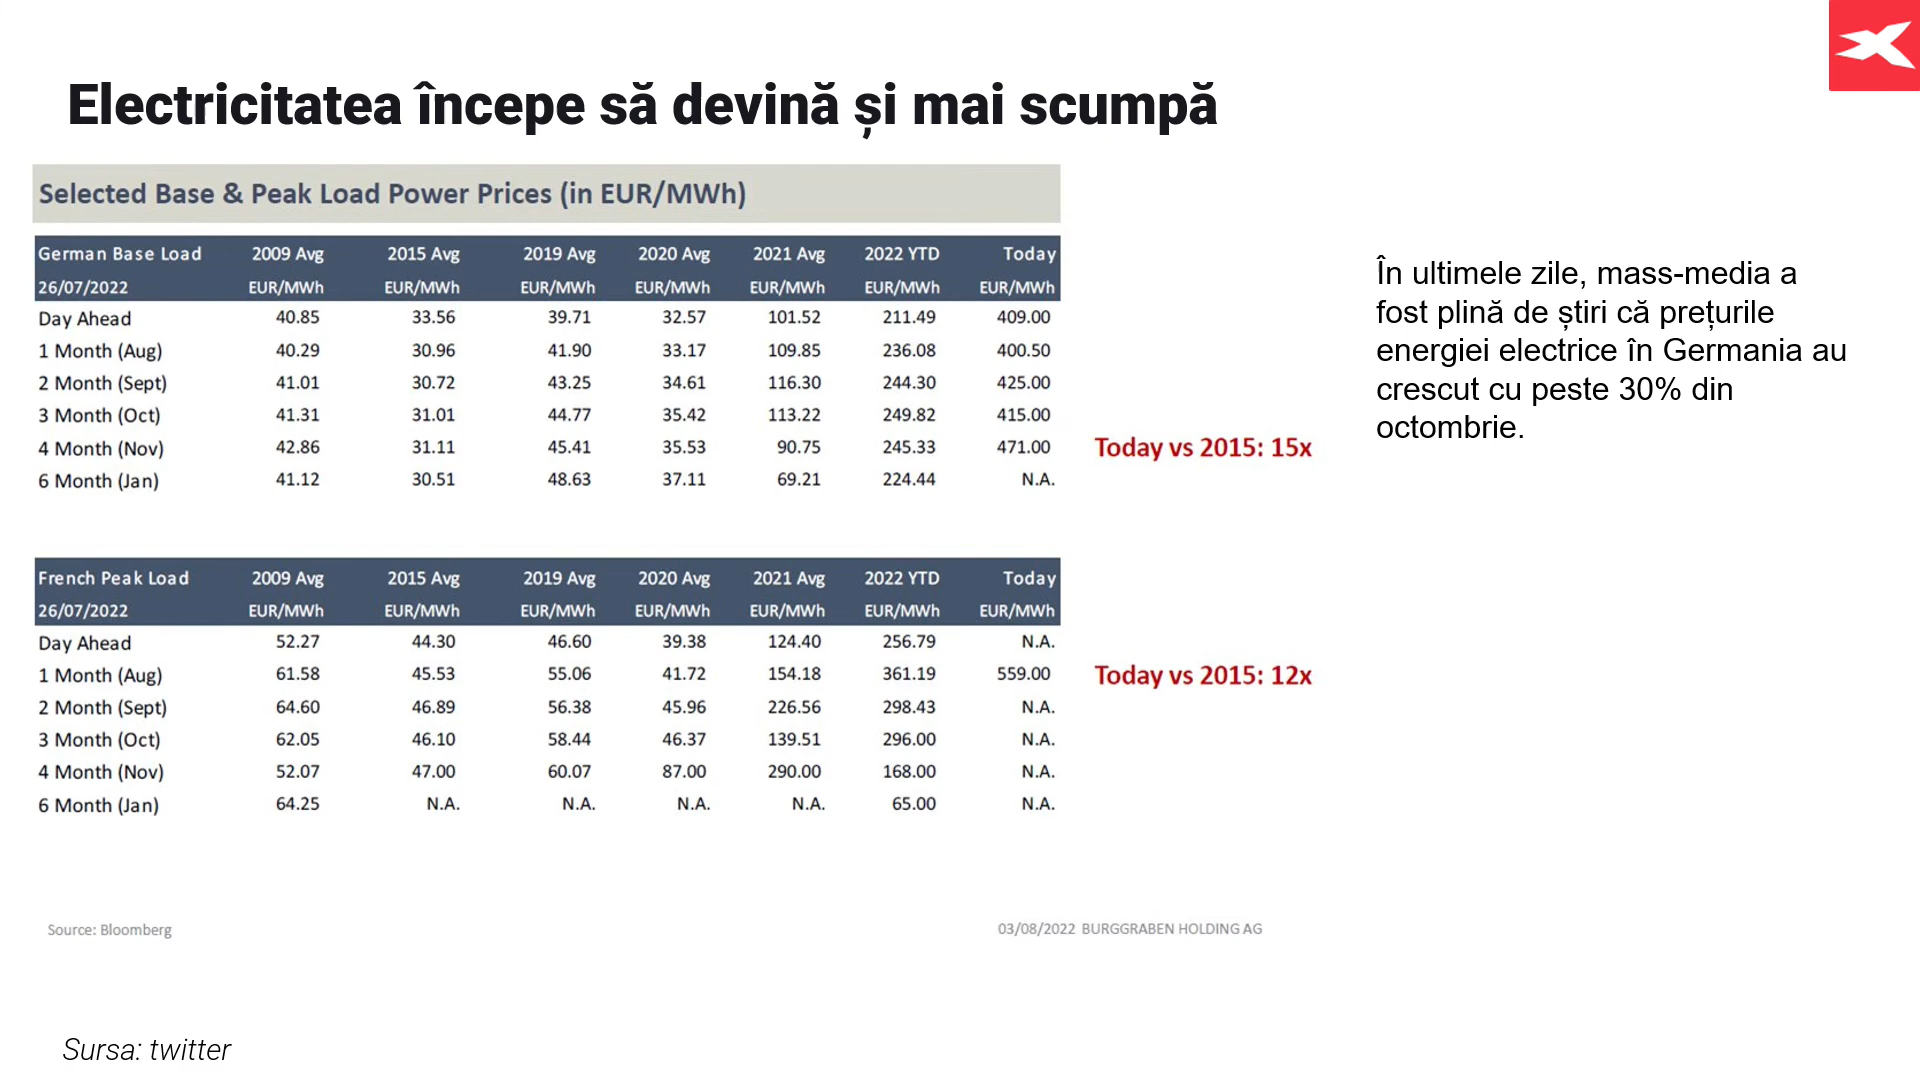 Electricitatea începe să devină și mai scumpă
Selected Base & Peak Load Power Prices (in EUR/MWh)
German Base Load 2009 Avg 2015 Avg 2019 Avg 2020 Avg 2021 Avg 2022 YTD Today
26/07/2022 EUR/MWh EUR/MWh EUR/MWh EUR/MWh EUR/MWh EUR/MWh EUR/MWh
Day Ahead 40.85 33.56 39.71 32.57 101.52 211.49 409.00
1 Month (Aug) 40.29 30.96 41.90 33.17 109.85 236.08 400.50
2 Month (Sept) 41.01 30.72 43.25 34.61 116.30 244.30 425.00
3 Month (Oct) 41.31 31.01 44.77 35.42 113.22 249.82 415.00
4 Month (Nov) 42.86 31.11 45.41 35.53 90.75 245.33 471.00
6 Month (Jan) 41.12 30.51 48.63 37.11 69.21 224.44 N.A.
Today vs 2015: 15x
French Peak Load 2009 Avg 2015 Avg 2019 Avg 2020 Avg 2021 Avg 2022 YTD Today
26/07/2022 EUR/MWh EUR/MWh EUR/MWh EUR/MWh EUR/MWh EUR/MWh EUR/MWh
Day Ahead 52.27 44.30 46.60 39.38 124.40 256.79 N.A.
1 Month (Aug) 61.58 45.53 55.06 41.72 154.18 361.19 559.00
2 Month (Sept) 64.60 46.89 56.38 45.96 226.56 298.43 N.A.
3 Month (Oct) 62.05 46.10 58.44 46.37 139.51 296.00 N.A.
4 Month (Nov) 52.07 47.00 60.07 87.00 290.00 168.00 N.A.
6 Month (Jan) 64.25 N.A. N.A. N.A. N.A. 65.00 N.A.
Today vs 2015: 12x
Source: Bloomberg
03/08/2022 BURGGRABEN HOLDING AG
În ultimele zile, mass-media a
fost plină de știri că prețurile
energiei electrice în Germania au
crescut cu peste 30% din
octombrie.
Sursa: twitter